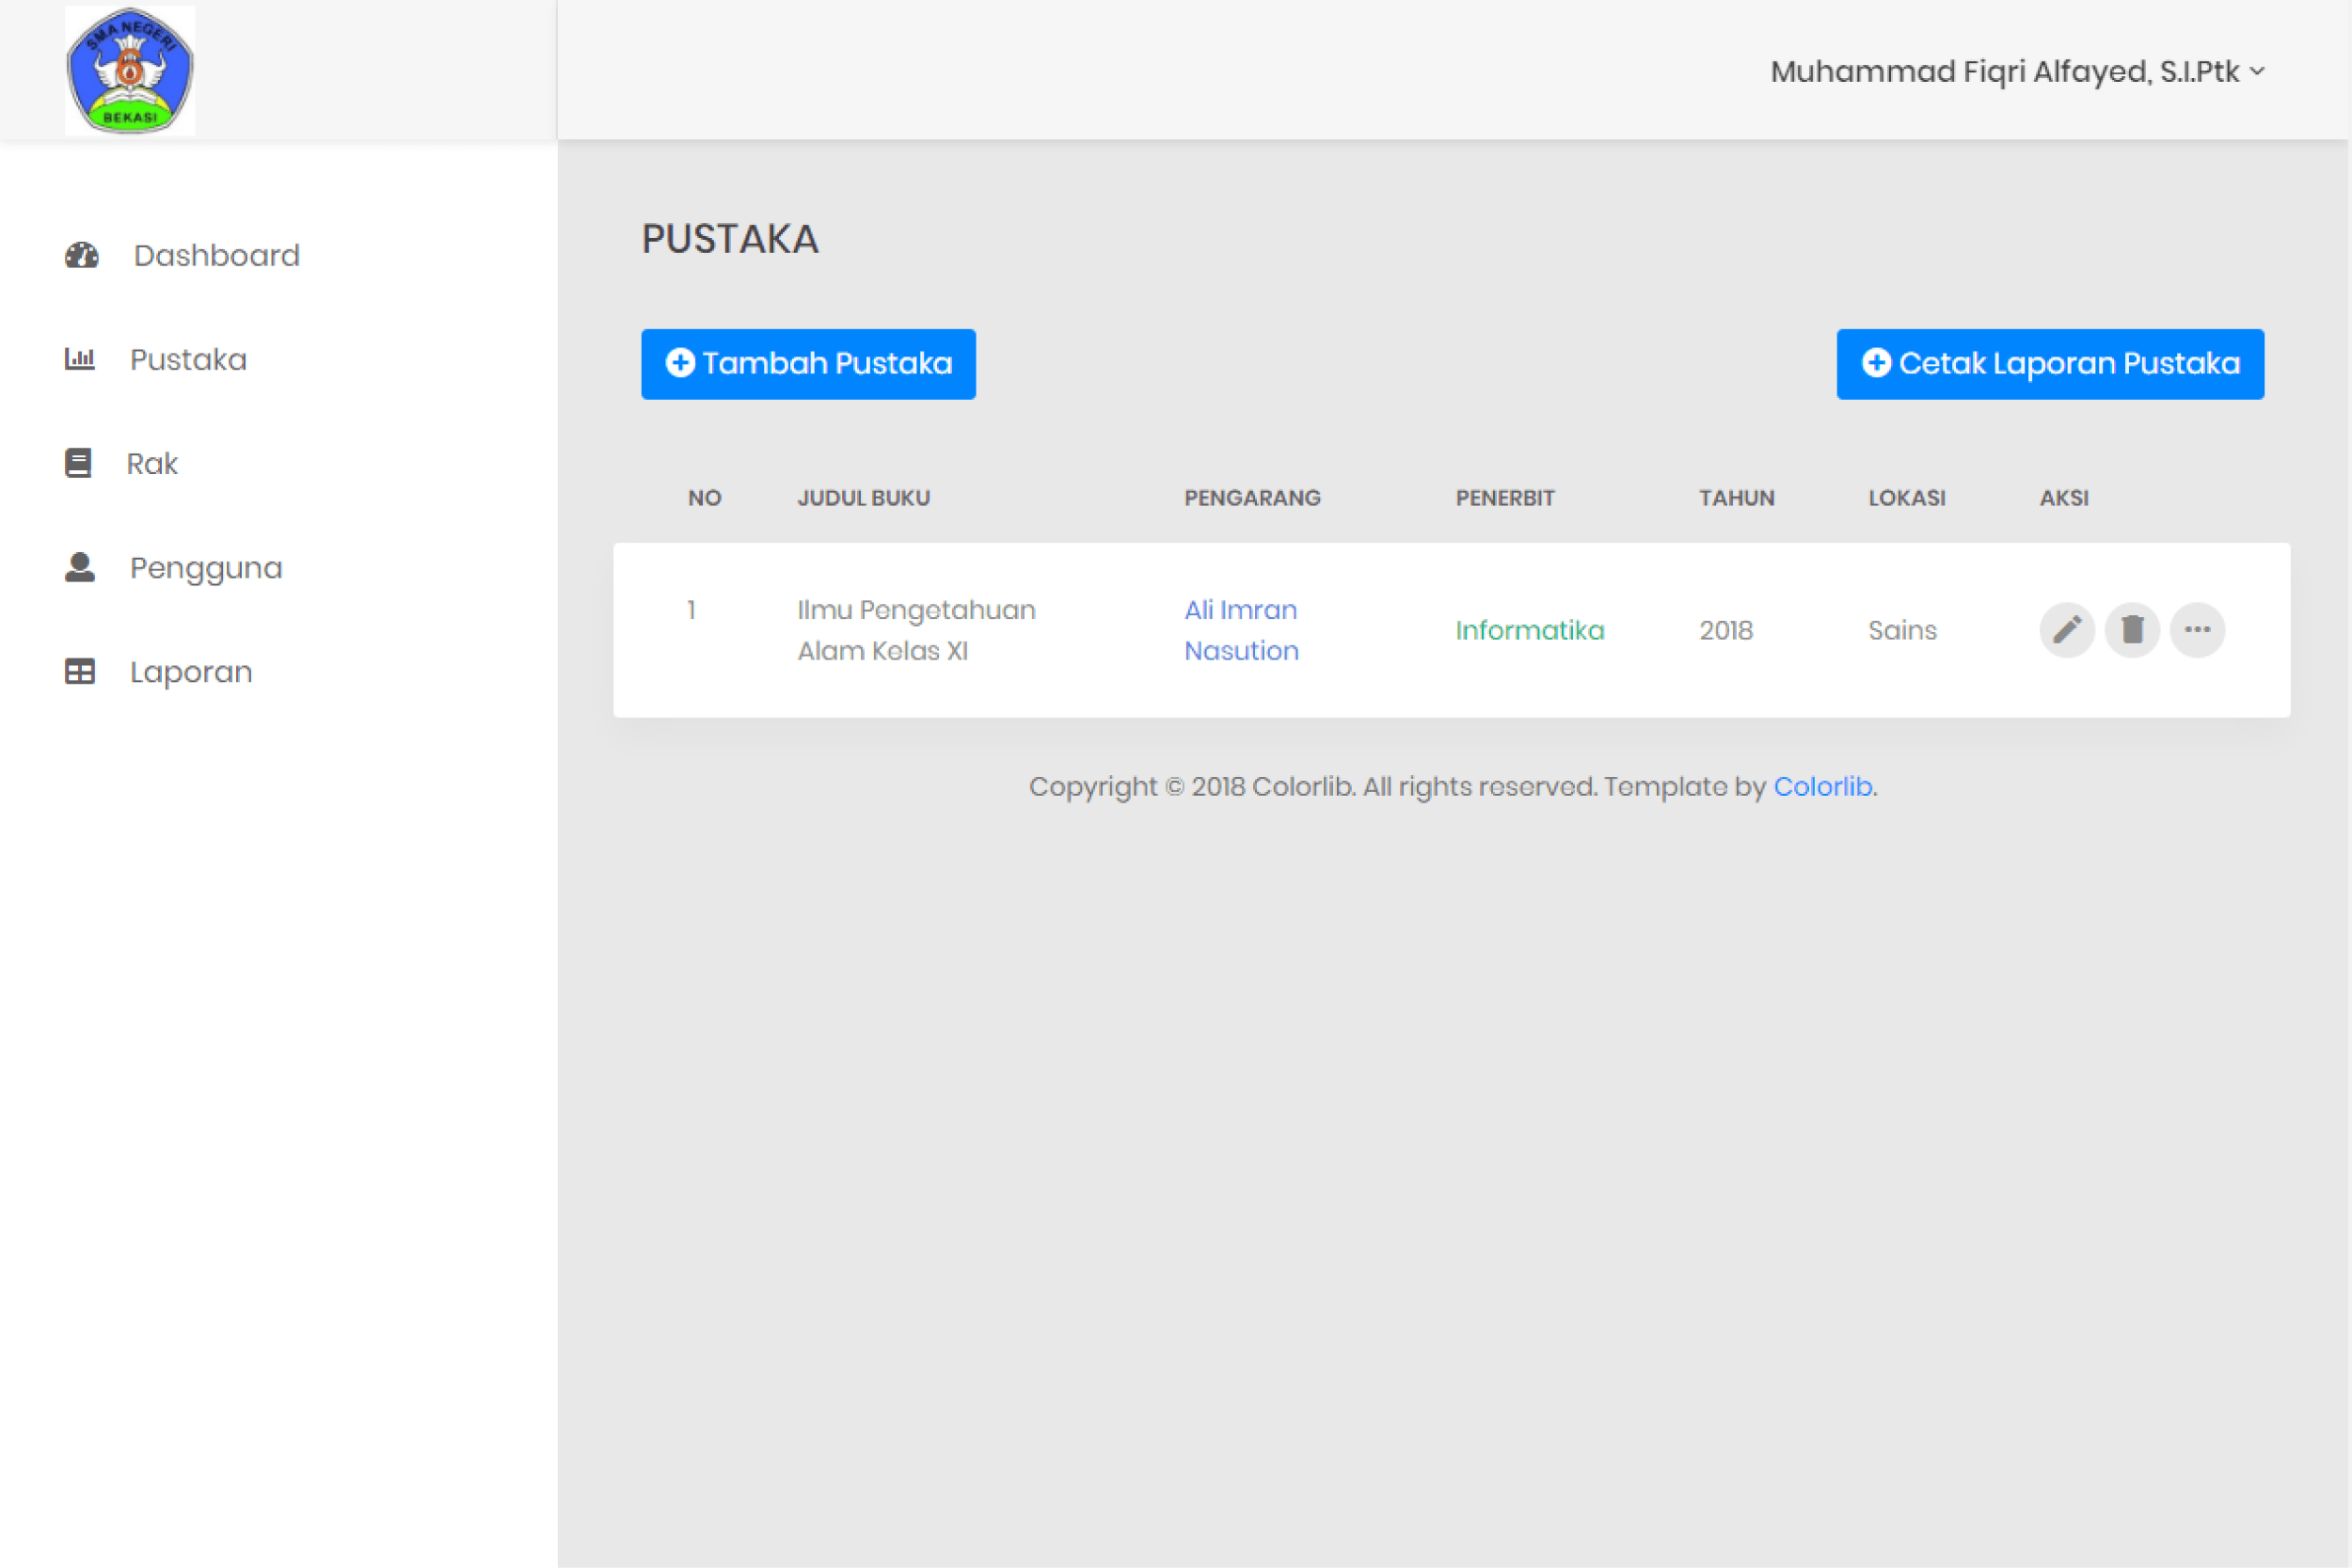 SMA NEGERI
BEKASI
Muhammad Fiqri Alfayed, S.I.Ptk
Dashboard
Pustaka
Rak
Pengguna
Laporan
PUSTAKA
Tambah Pustaka
Cetak Laporan Pustaka
NO JUDUL BUKU PENGARANG PENERBIT TAHUN LOKASI AKSI
1 Ilmu Pengetahuan Ali Imran Informatika 2018 Sains
Alam Kelas XI Nasution
Copyright © 2018 Colorlib. All rights reserved. Template by Colorlib.